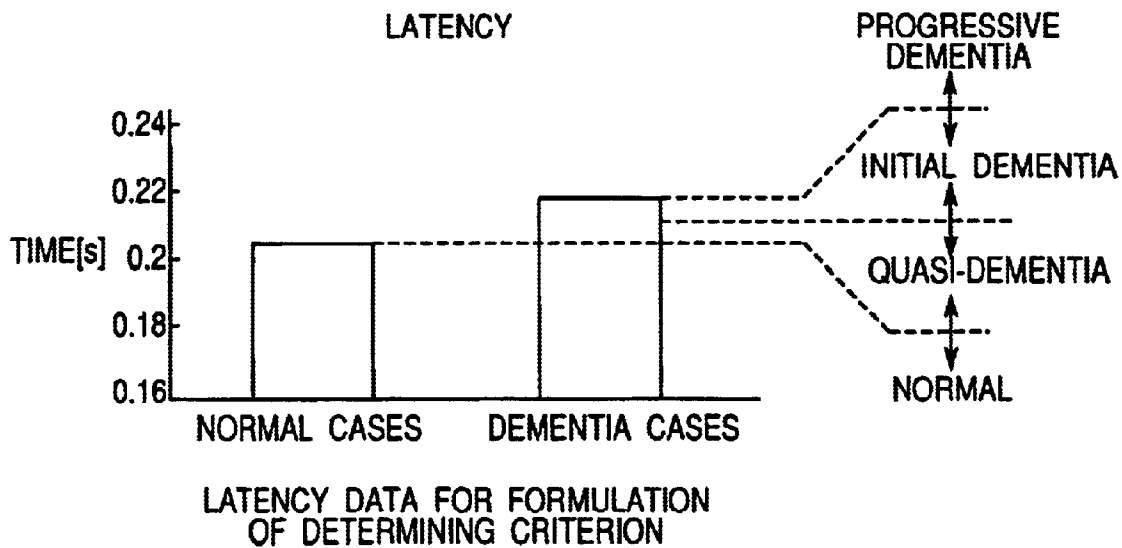 LATENCY
PROGRESSIVE
DEMENTIA
0.24
0.22
TIME[s] 0.2
0.18
0.16
INITIAL DEMENTIA
QUASI-DEMENTIA
NORMAL
NORMAL CASES DEMENTIA CASES
LATENCY DATA FOR FORMULATION
OF DETERMINING CRITERION